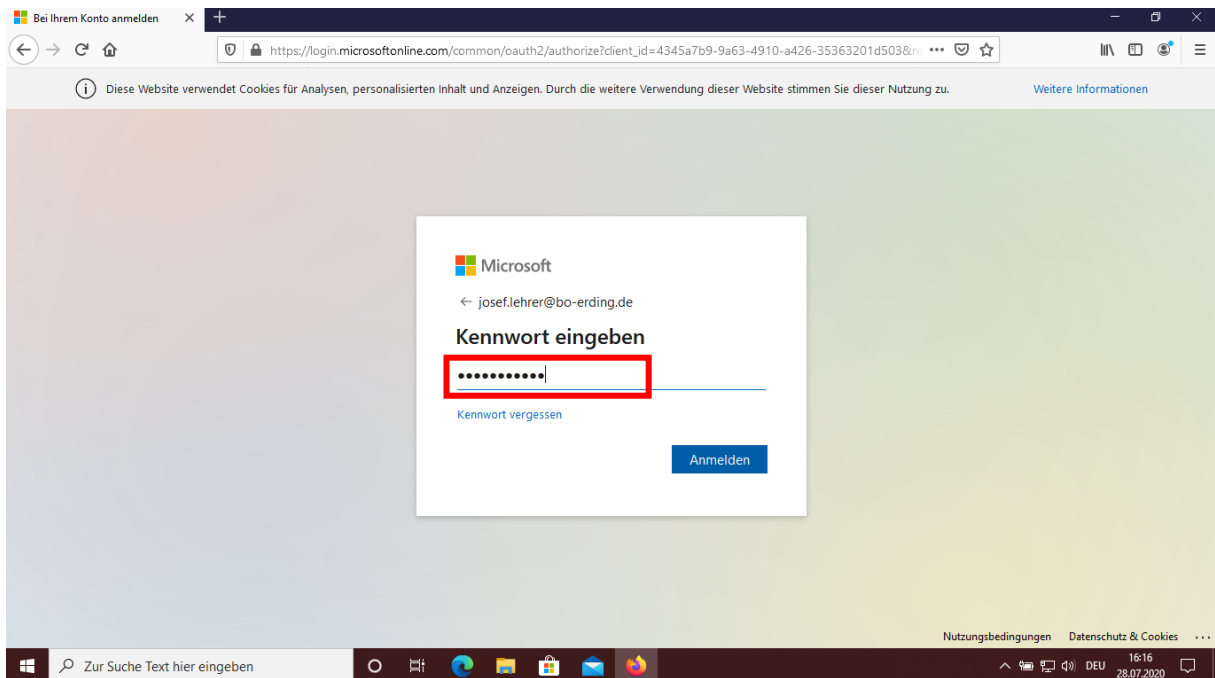 Bei Ihrem Konto anmelden
https://login.microsoftonline.com/common/oauth2/authorize?client_id=4345a7b9-9a63-4910-a426-35363201d503&re
Diese Website verwendet Cookies für Analysen, personalisierten Inhalt und Anzeigen. Durch die weitere Verwendung dieser Website stimmen Sie dieser Nutzung zu. Weitere Informationen
Microsoft
josef.lehrer@bo-erding.de
Kennwort eingeben
•••••••••••
Kennwort vergessen
Anmelden
Nutzungsbedingungen Datenschutz & Cookies ...
Zur Suche Text hier eingeben DEU 16:16
28.07.2020